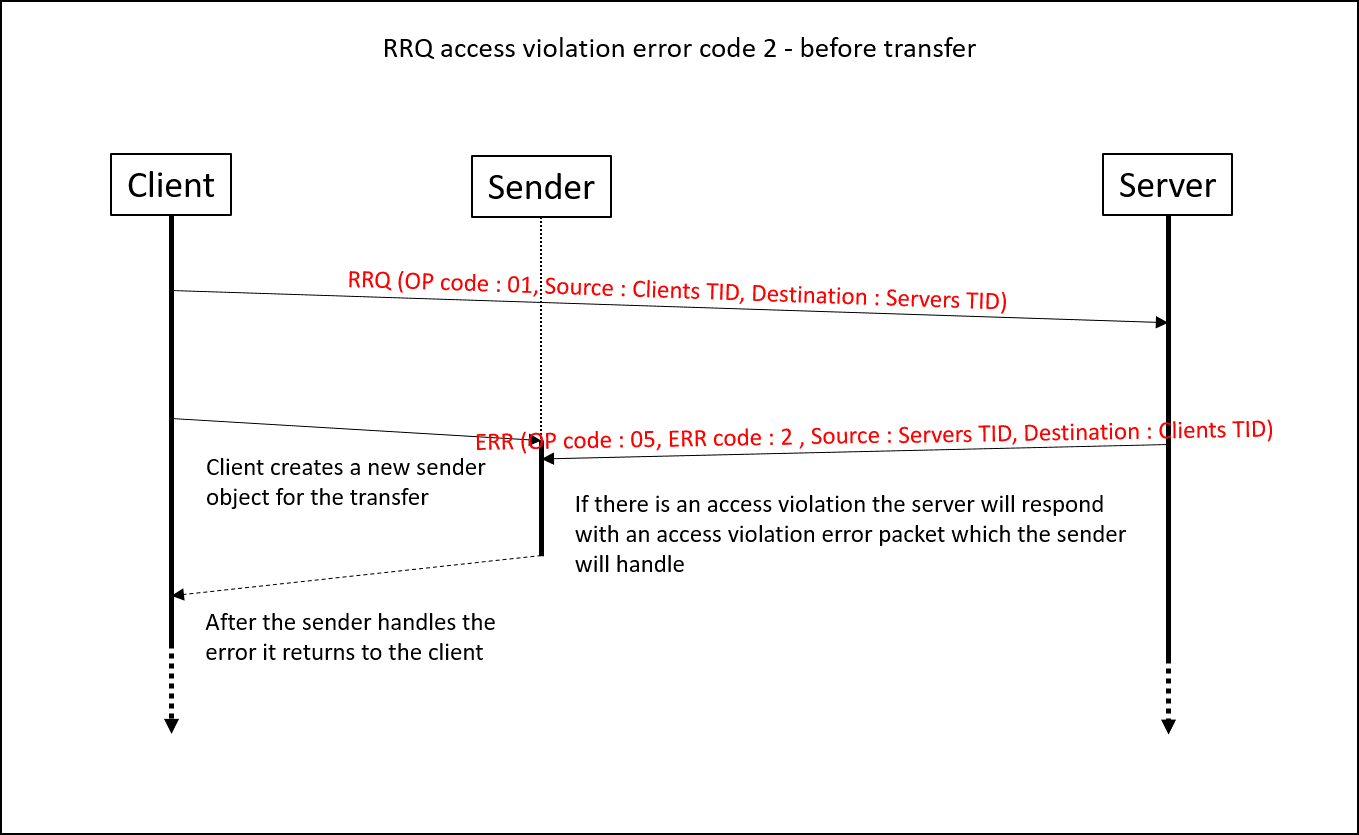 RRQ access violation error code 2 - before transfer
Client
Sender
Server
RRQ (OP code : 01, Source : Clients TID, Destination : Servers TID)
ERR (OP code : 05, ERR code : 2 , Source : Servers TID, Destination : Clients TID)
Client creates a new sender
object for the transfer
If there is an access violation the server will respond
with an access violation error packet which the sender
will handle
After the sender handles the
error it returns to the client